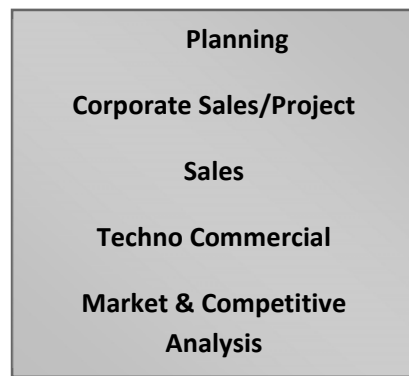 Planning
Corporate Sales/Project
Sales
Techno Commercial
Market & Competitive
Analysis